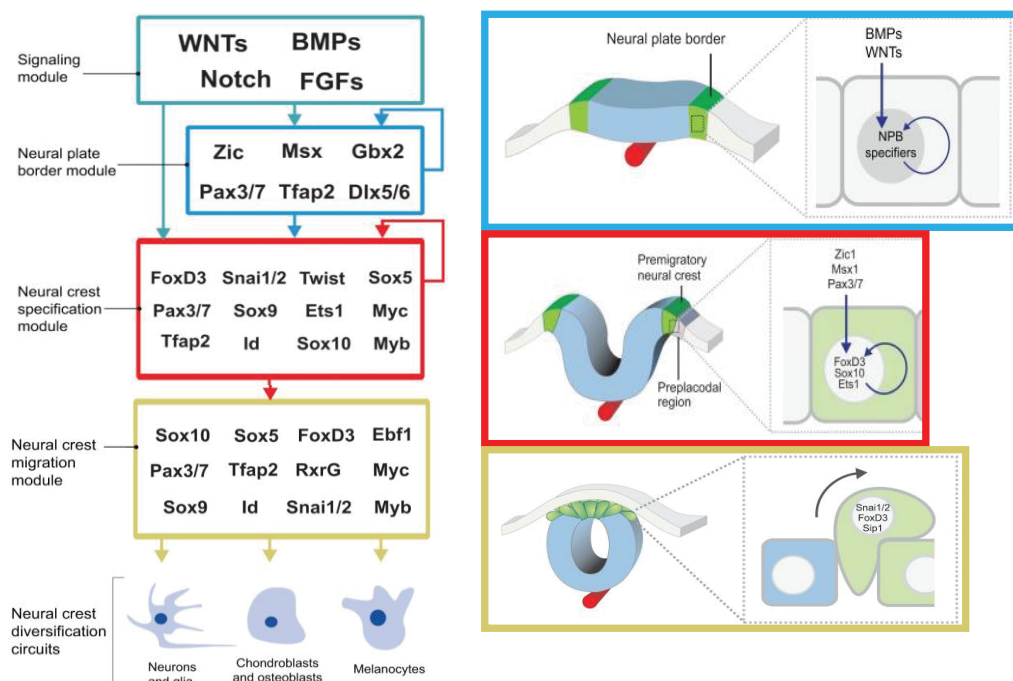 WNTs BMPs
Notch FGFs
Signaling
module
Zic Msx Gbx2
Pax3/7 Tfap2 Dlx5/6
Neural plate
border module
FoxD3 Snai1/2 Twist Sox5
Pax3/7 Sox9 Ets1 Myc
Tfap2 Id Sox10 Myb
Neural crest
specification
module
Sox10 Sox5 FoxD3 Ebf1
Pax3/7 Tfap2 RxrG Myc
Sox9 Id Snai1/2 Myb
Neural crest
migration
module
Neural crest
diversification
circuits
Neurons
and glia
Chondroblasts
and osteoblasts
Melanocytes
Neural plate border
BMPs
WNTs
NPB
specifiers
Premigratory
neural crest
Preplacodal
region
Zic1
Msx1
Pax3/7
FoxD3
Sox10
Ets1
Snai1/2
FoxD3
Sip1